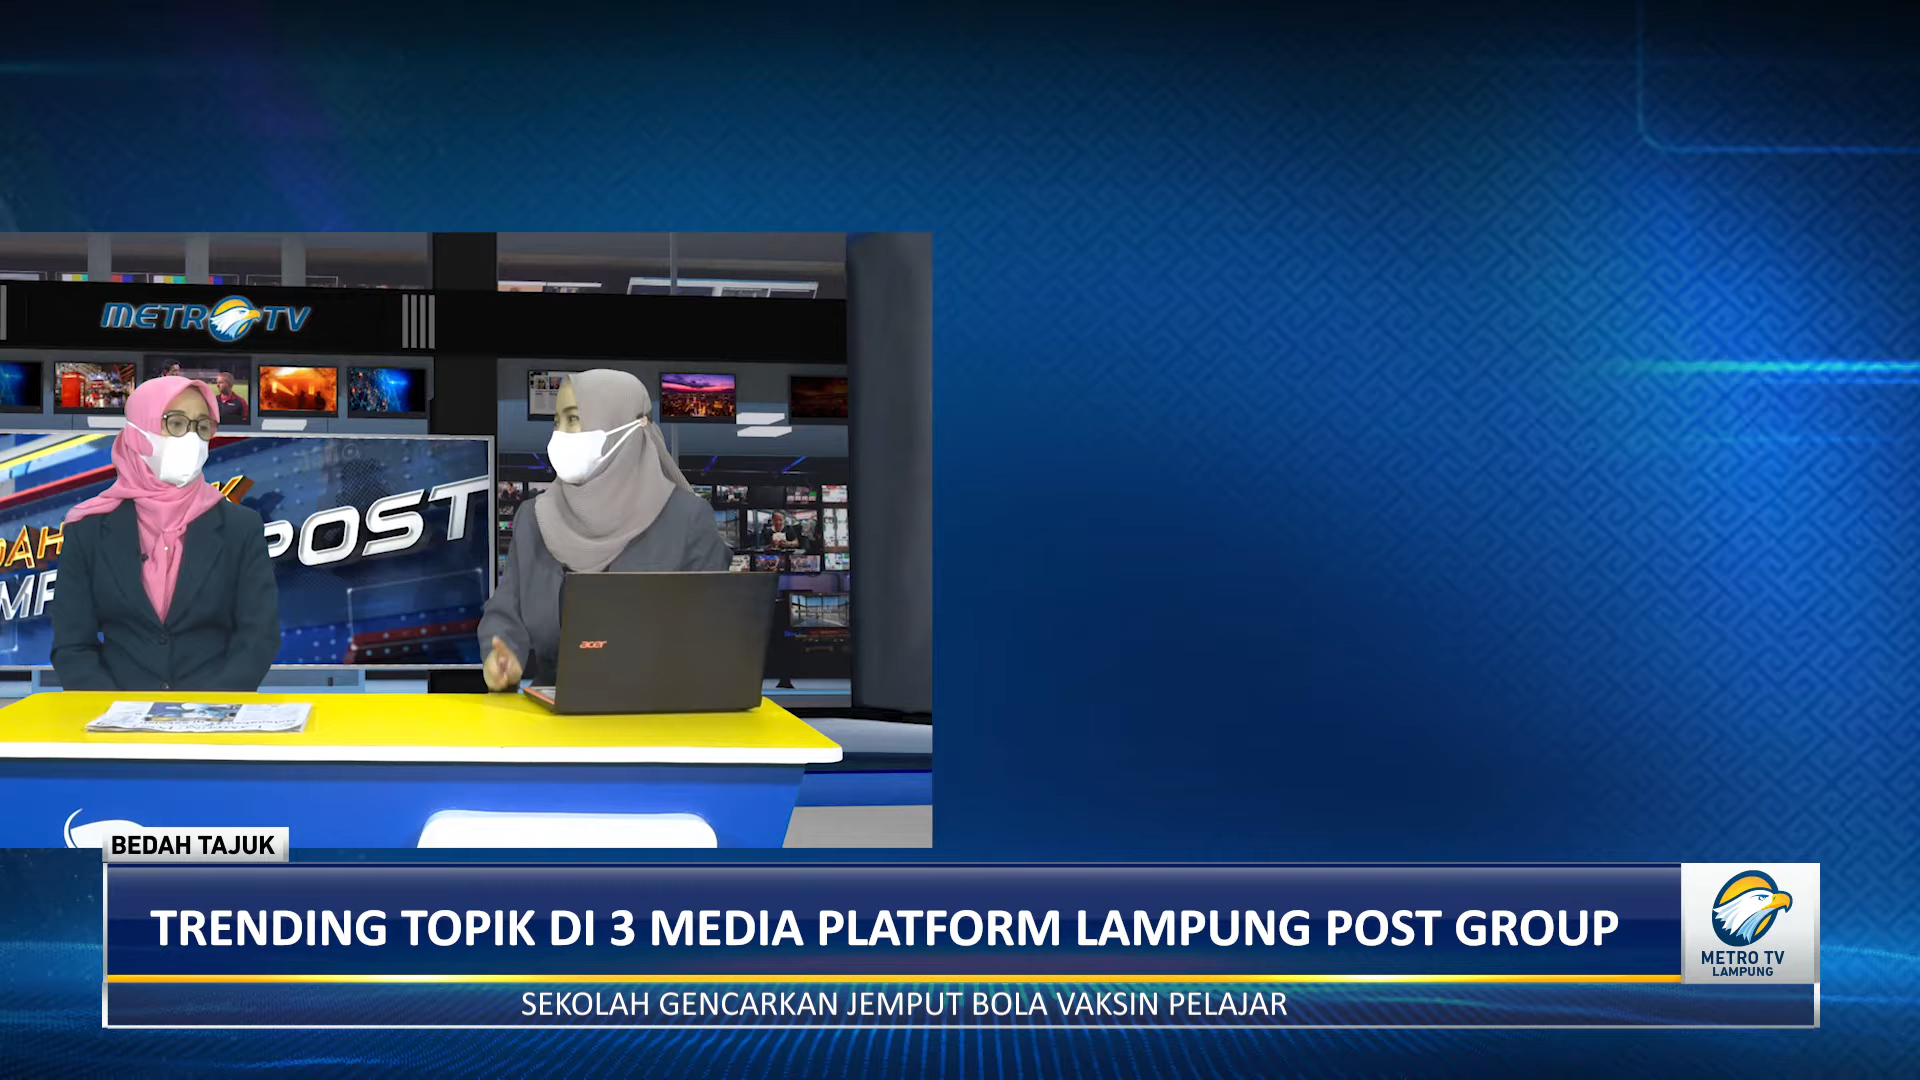 METRO TV
POST
acer
BEDAH TAJUK
TRENDING TOPIK DI 3 MEDIA PLATFORM LAMPUNG POST GROUP
METRO TV
LAMPUNG
SEKOLAH GENCARKAN JEMPUT BOLA VAKSIN PELAJAR